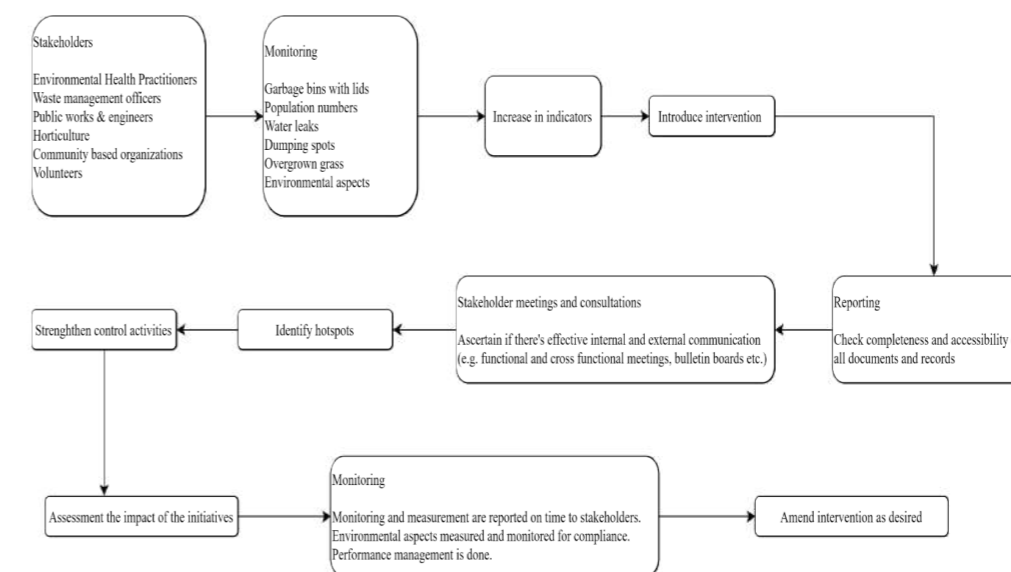 Stakeholders
Environmental Health Practitioners
Waste management officers
Public works & engineers
Horticulture
Community based organizations
Volunteers
Monitoring
Garbage bins with lids
Population numbers
Water leaks
Dumping spots
Overgrown grass
Environmental aspects
Increase in indicators
Introduce intervention
Reporting
Check completeness and accessibility
all documents and records
Stakeholder meetings and consultations
Ascertain if there's effective internal and external communication
(e.g. functional and cross functional meetings, bulletin boards etc.)
Identify hotspots
Strenghthen control activities
Assessment the impact of the initiatives
Monitoring
Monitoring and measurement are reported on time to stakeholders.
Environmental aspects measured and monitored for compliance.
Performance management is done.
Amend intervention as desired